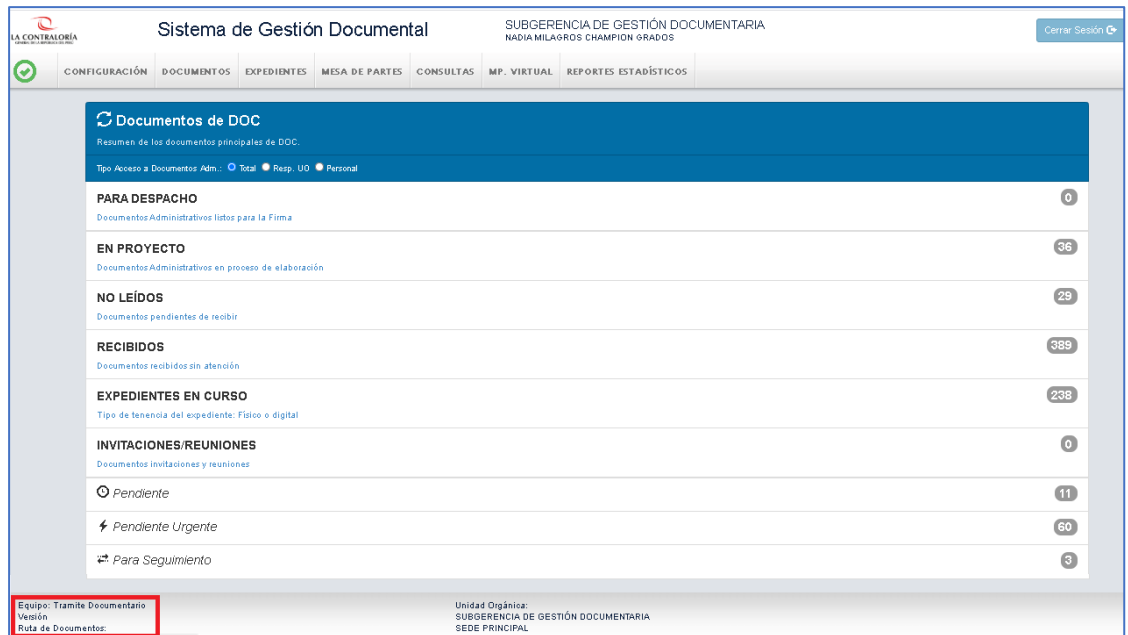 LA CONTRALORÍA
GENERAL DE LA REPÚBLICA DEL PERÚ
Sistema de Gestión Documental
SUBGERENCIA DE GESTIÓN DOCUMENTARIA
NADIA MILAGROS CHAMPION GRADOS
Cerrar Sesión
CONFIGURACIÓN DOCUMENTOS EXPEDIENTES MESA DE PARTES CONSULTAS MP. VIRTUAL REPORTES ESTADÍSTICOS
Documentos de DOC
Resumen de los documentos principales de DOC.
Tipo Acceso a Documentos Adm.: Total Resp. UO Personal
PARA DESPACHO 0
Documentos Administrativos listos para la Firma
EN PROYECTO 36
Documentos Administrativos en proceso de elaboración
NO LEÍDOS 29
Documentos pendientes de recibir
RECIBIDOS 389
Documentos recibidos sin atención
EXPEDIENTES EN CURSO 238
Tipo de tenencia del expediente: Físico o digital
INVITACIONES/REUNIONES 0
Documentos invitaciones y reuniones
Pendiente 11
Pendiente Urgente 60
Para Seguimiento 3
Equipo: Tramite Documentario
Versión
Ruta de Documentos:
Unidad Orgánica:
SUBGERENCIA DE GESTIÓN DOCUMENTARIA
SEDE PRINCIPAL